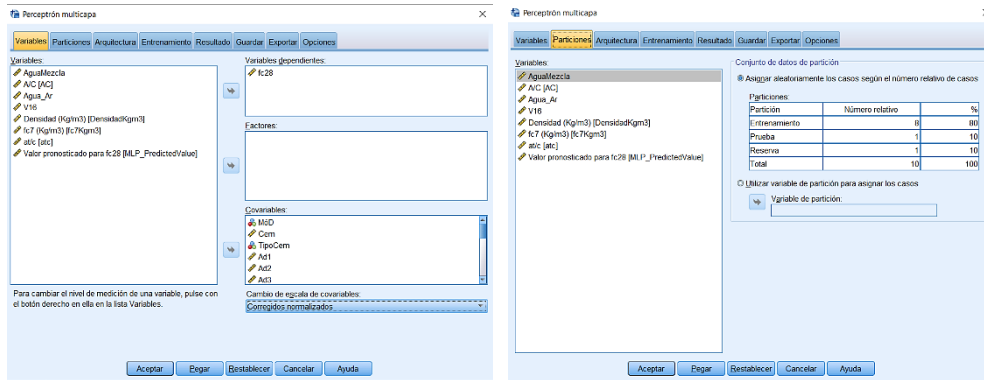 Perceptrón multicapa
Variables Particiones Arquitectura Entrenamiento Resultado Guardar Exportar Opciones
Variables:
AguaMezcla
A/C [AC]
Agua_Ar
V16
Densidad (Kg/m3) [DensidadKgm3]
fc7 (Kg/m3) [fc7Kgm3]
at/c [atc]
Valor pronosticado para fc28 [MLP_PredictedValue]
Para cambiar el nivel de medición de una variable, pulse con
el botón derecho en ella en la lista Variables.
Variables dependientes:
fc28
Factores:
Covariables:
MóD
Cem
TipoCem
Ad1
Ad2
Ad3
Cambio de escala de covariables:
Corregidos normalizados
Aceptar Pegar Restablecer Cancelar Ayuda
Perceptrón multicapa
Variables Particiones Arquitectura Entrenamiento Resultado Guardar Exportar Opciones
Variables:
AguaMezcla
A/C [AC]
Agua_Ar
V16
Densidad (Kg/m3) [DensidadKgm3]
fc7 (Kg/m3) [fc7Kgm3]
at/c [atc]
Valor pronosticado para fc28 [MLP_PredictedValue]
Conjunto de datos de partición
Asignar aleatoriamente los casos según el número relativo de casos
Particiones:
Partición Número relativo %
Entrenamiento 8 80
Prueba 1 10
Reserva 1 10
Total 10 100
Utilizar variable de partición para asignar los casos
Variable de partición:
Aceptar Pegar Restablecer Cancelar Ayuda